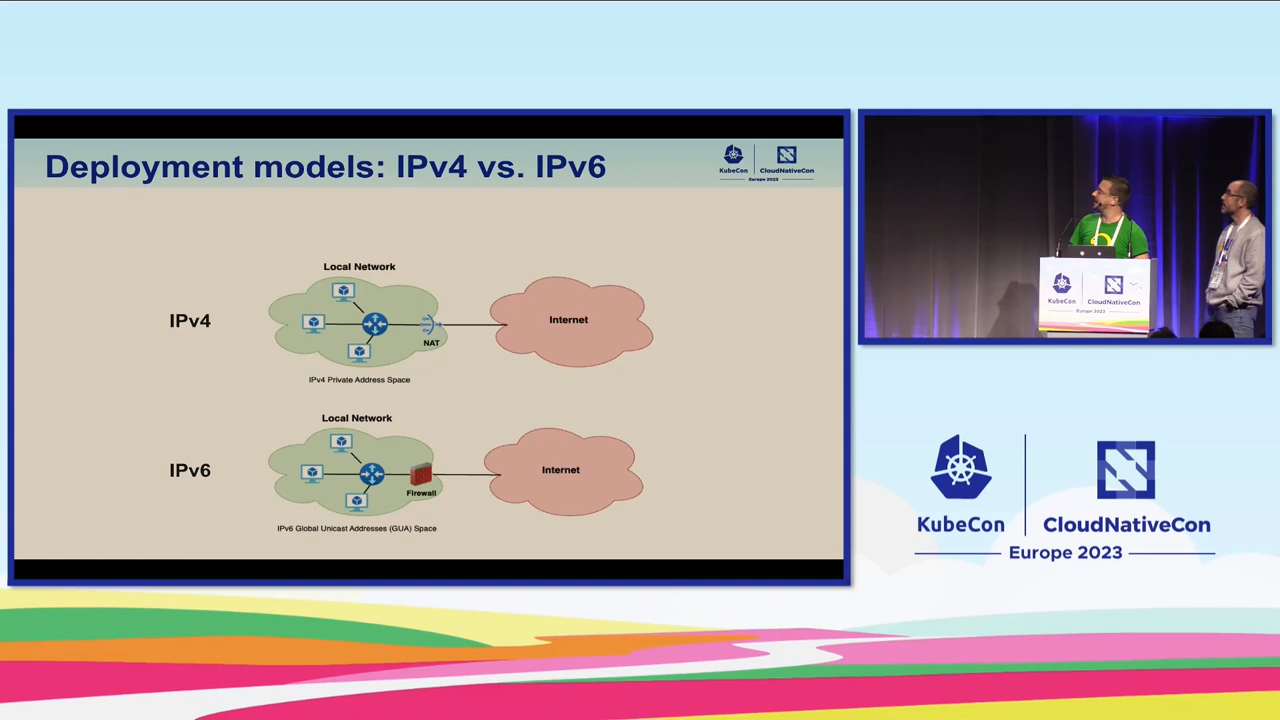 Deployment models: IPv4 vs. IPv6
KubeCon
CloudNativeCon
Europe 2023
Local Network
IPv4
NAT
Internet
IPv4 Private Address Space
Local Network
IPv6
Firewall
Internet
IPv6 Global Unicast Addresses (GUA) Space
KubeCon
CloudNativeCon
Europe 2023
KubeCon
CloudNativeCon
Europe 2023